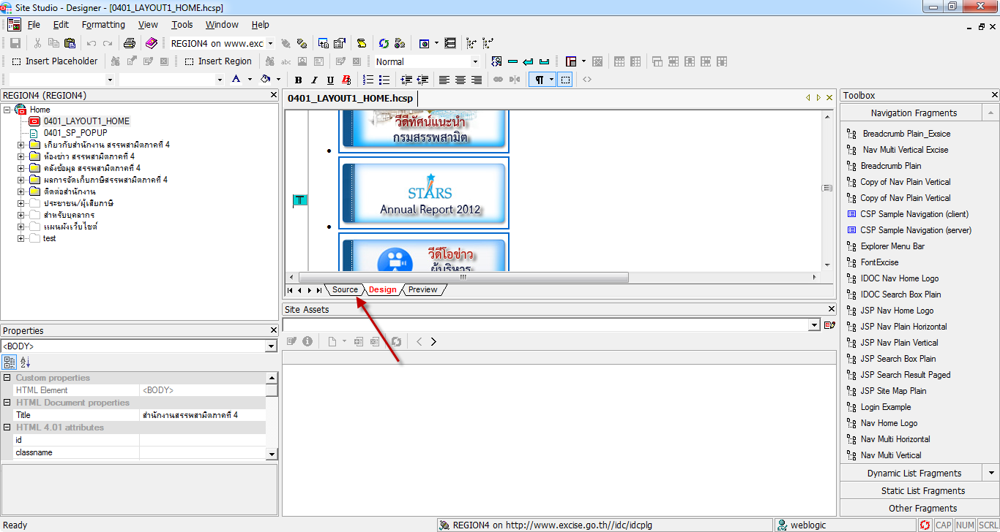 Site Studio - Designer - [0401_LAYOUT1_HOME.hcsp]
File Edit Formatting View Tools Window Help
REGION4 on www.exc
Insert Placeholder Insert Region abc Normal
A B I U B
REGION4 (REGION4)
Home
0401_LAYOUT1_HOME
0401_SP_POPUP
เกี่ยวกับสำนักงาน สรรพสามิตภาคที่ 4
ห้องข่าว สรรพสามิตภาคที่ 4
คลังข้อมูล สรรพสามิตภาคที่ 4
ผลการจัดเก็บภาษีสรรพสามิตภาคที่ 4
ติดต่อสำนักงาน
ประชาชน/ผู้เสียภาษี
สำหรับบุคลากร
แผนผังเว็บไซต์
test
Properties
<BODY>
Custom properties
HTML Element <BODY>
HTML Document properties
Title สำนักงานสรรพสามิตภาคที่ 4
HTML 4.01 attributes
id
classname
0401_LAYOUT1_HOME.hcsp
วีดีทัศน์แนะนำ
กรมสรรพสามิต
T
STARS
Annual Report 2012
วีดีโอข่าว
ผู้บริหาร
Source Design Preview
Site Assets
Toolbox
Navigation Fragments
Breadcrumb Plain_Exsice
Nav Multi Vertical Excise
Breadcrumb Plain
Copy of Nav Plain Vertical
Copy of Nav Plain Vertical
CSP Sample Navigation (client)
CSP Sample Navigation (server)
Explorer Menu Bar
FontExcise
IDOC Nav Home Logo
IDOC Search Box Plain
JSP Nav Home Logo
JSP Nav Plain Horizontal
JSP Nav Plain Vertical
JSP Search Box Plain
JSP Search Result Paged
JSP Site Map Plain
Login Example
Nav Home Logo
Nav Multi Horizontal
Nav Multi Vertical
Dynamic List Fragments
Static List Fragments
Other Fragments
Ready REGION4 on http://www.excise.go.th//idc/idcplg weblogic CAP NUM SCRL